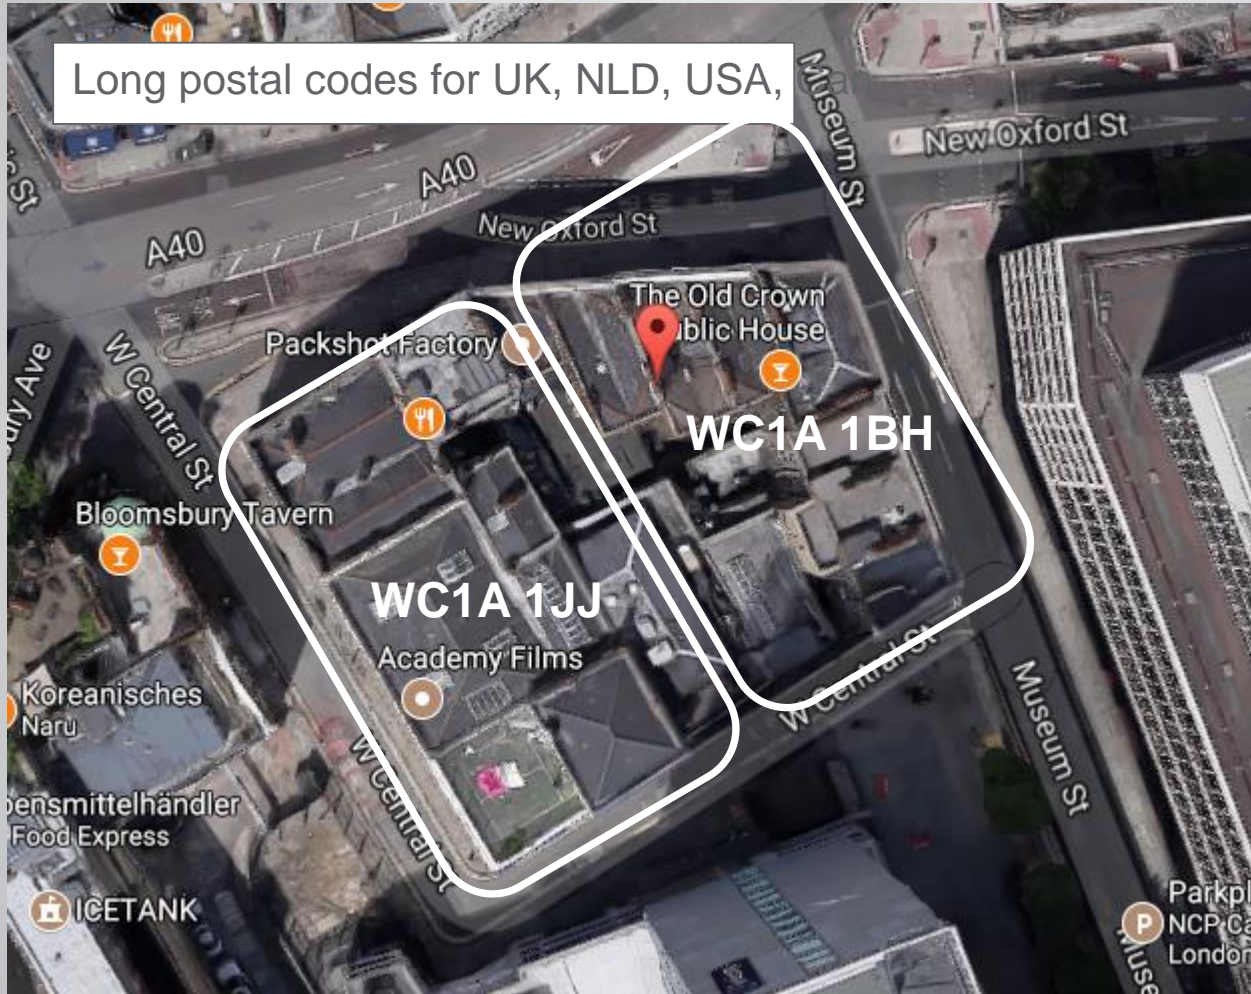 Long postal codes for UK, NLD, USA,
Museum St
New Oxford St
A40
New Oxford St
A40
St
The Old Crown
Public House
Packshot Factory
W Central St
Ave
WC1A 1BH
Bloomsbury Tavern
WC1A 1JJ
Academy Films
W Central St
Koreanisches
Naru
Museum St
W Central St
Food Express
ICETANK
P
NCP
London